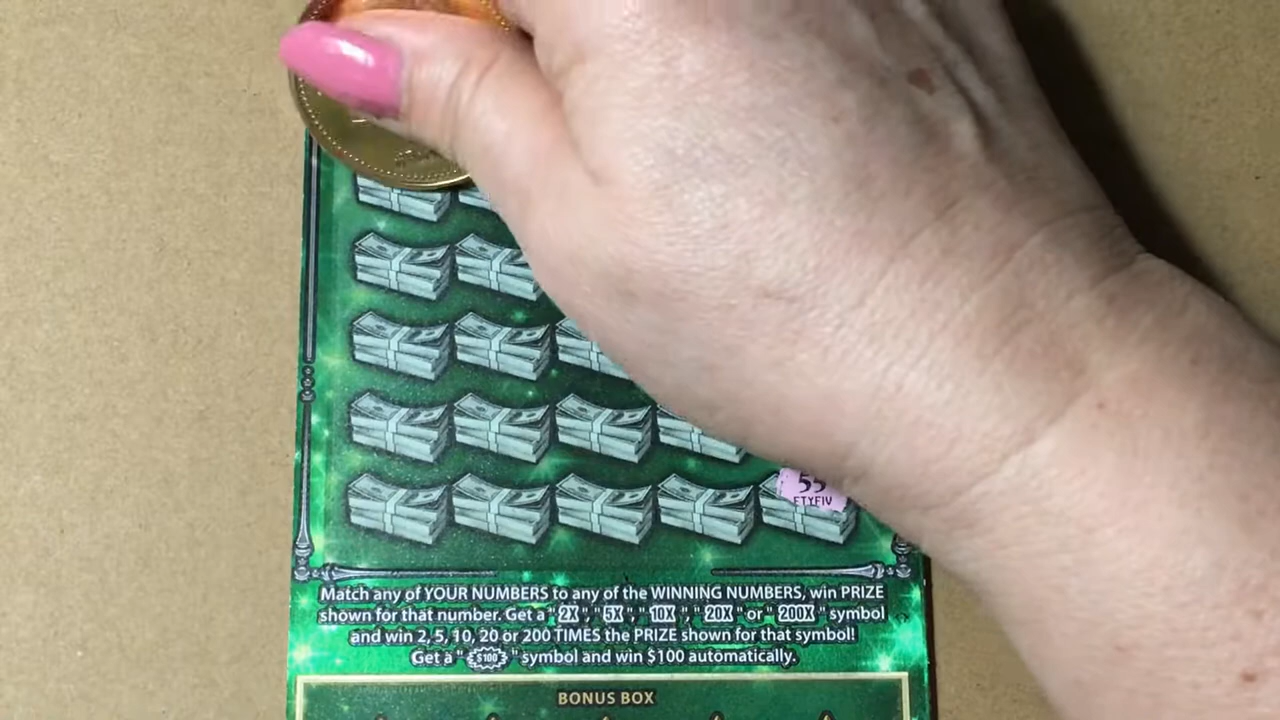 55
FTYFIV
Match any of YOUR NUMBERS to any of the WINNING NUMBERS, win PRIZE
shown for that number. Get a "2X", "5X", "10X", "20X" or "200X" symbol
and win 2, 5, 10, 20 or 200 TIMES the PRIZE shown for that symbol!
Get a "$100" symbol and win $100 automatically.
BONUS BOX